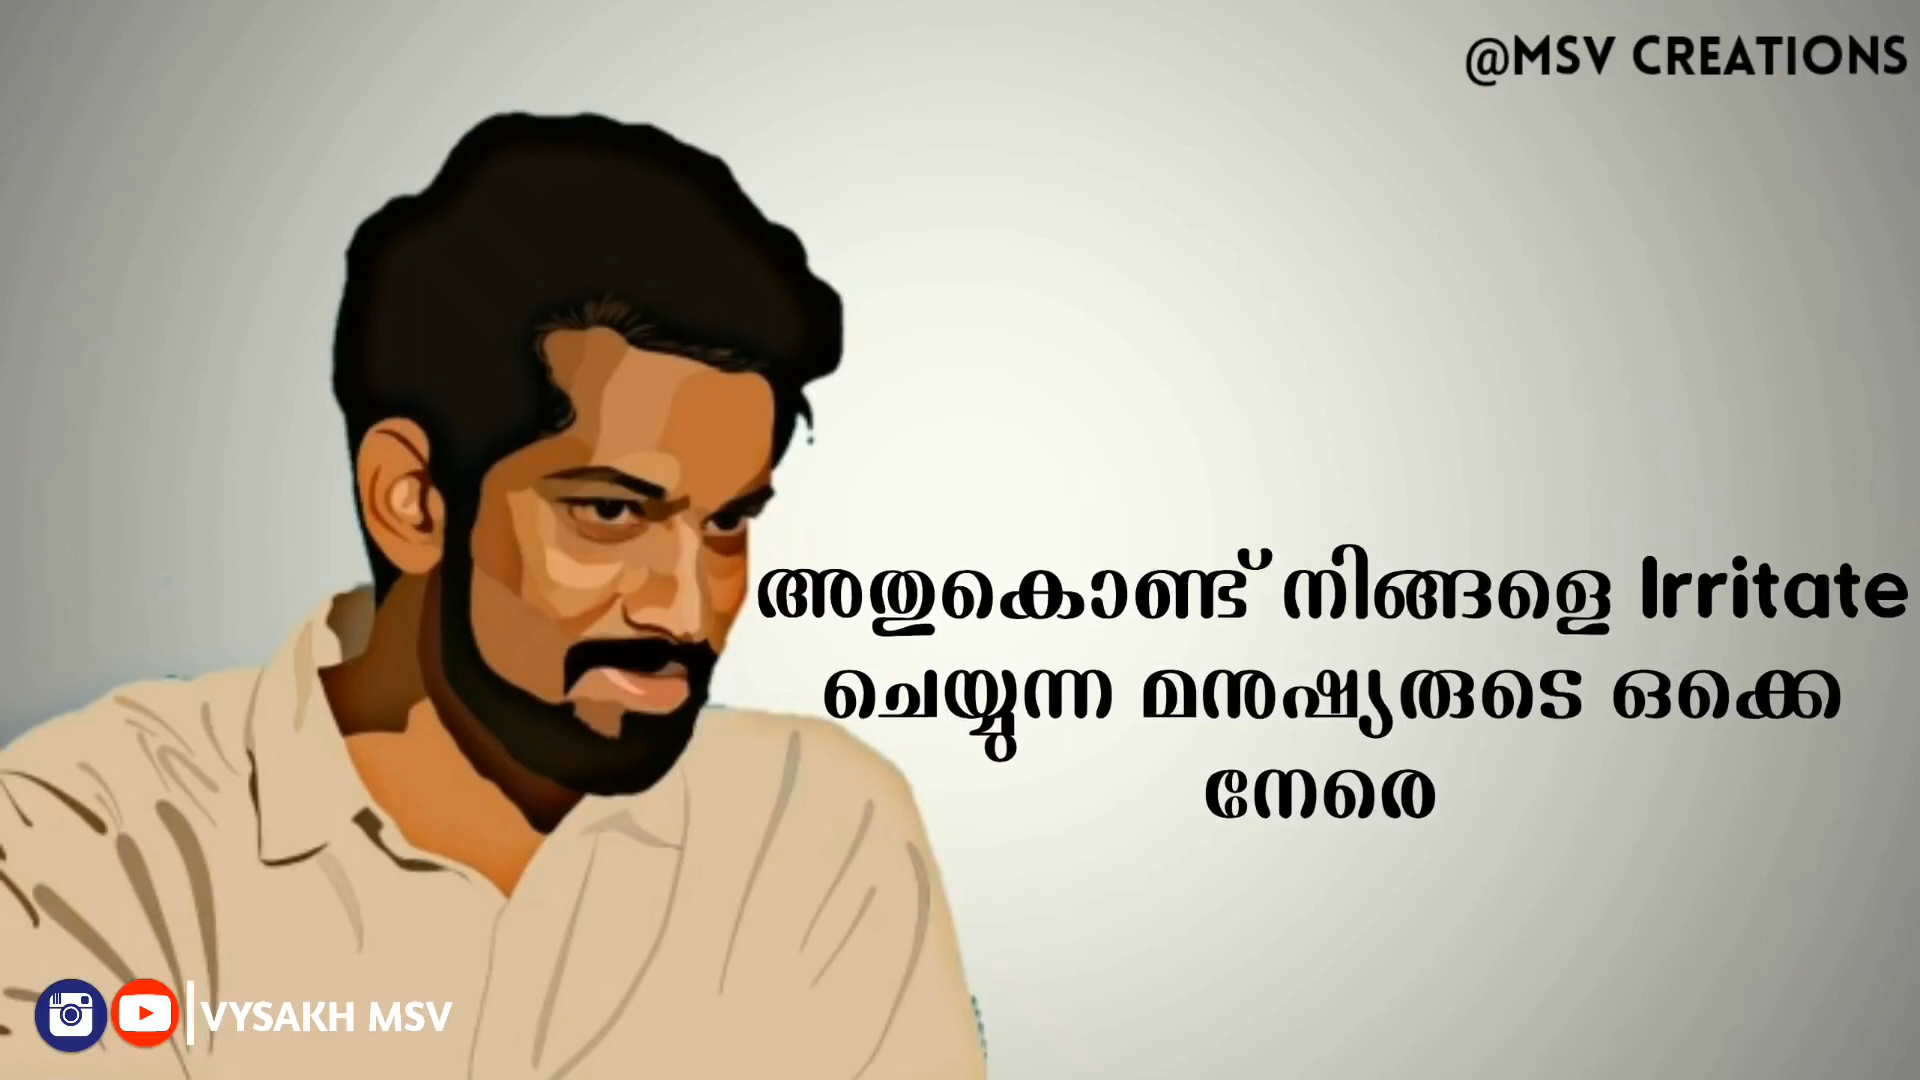 @MSV CREATIONS
അതുകൊണ്ട് നിങ്ങളെ Irritate
ചെയ്യുന്ന മനുഷ്യരുടെ ഒക്കെ
നേരെ
VYSAKH MSV